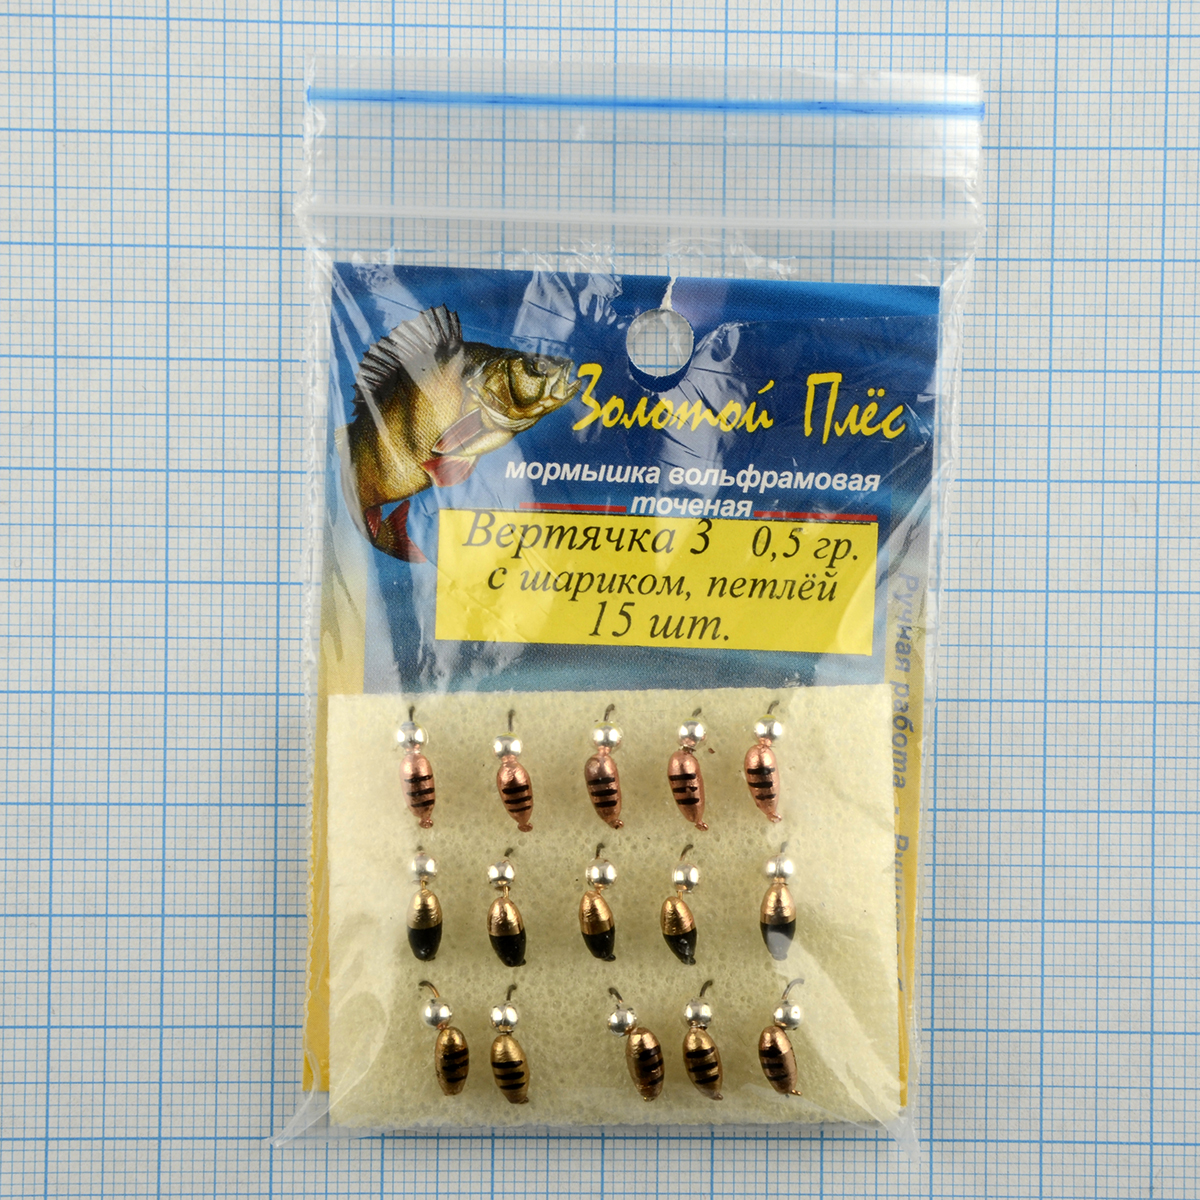 Золотой Плёс
мормышка вольфрамовая
точеная
Вертячка 3 0,5 гр.
с шариком, петлёй
15 шт.
Ручная работа -